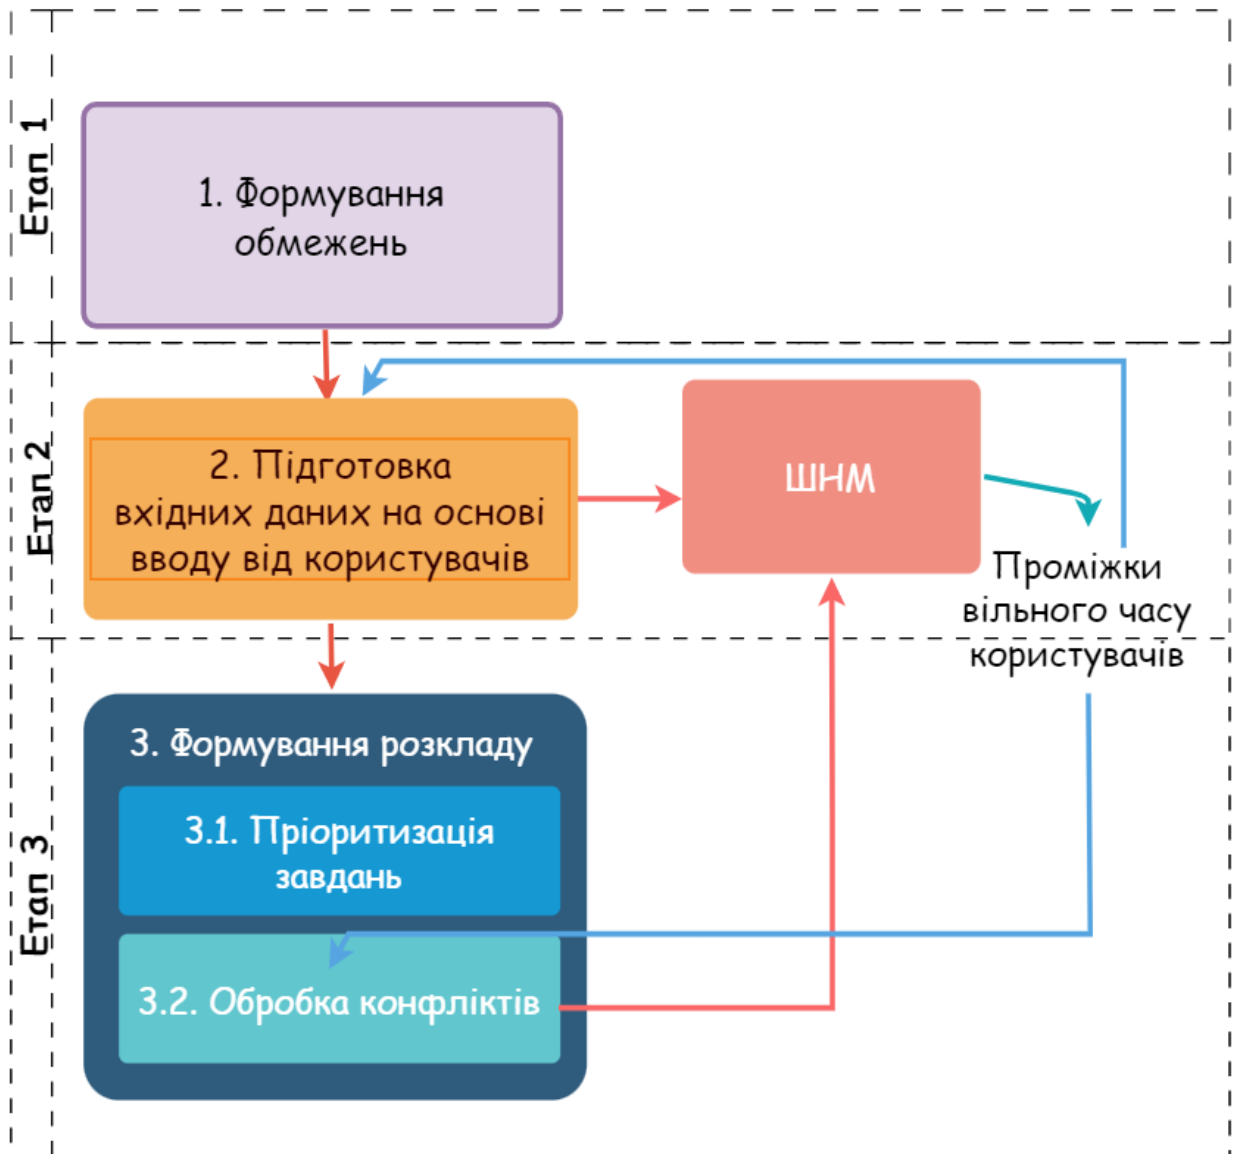 Етап 1
1. Формування
обмежень
Етап 2
2. Підготовка
вхідних даних на основі
вводу від користувачів
ШНМ
Проміжки
вільного часу
користувачів
Етап 3
3. Формування розкладу
3.1. Пріоритизація
завдань
3.2. Обробка конфліктів